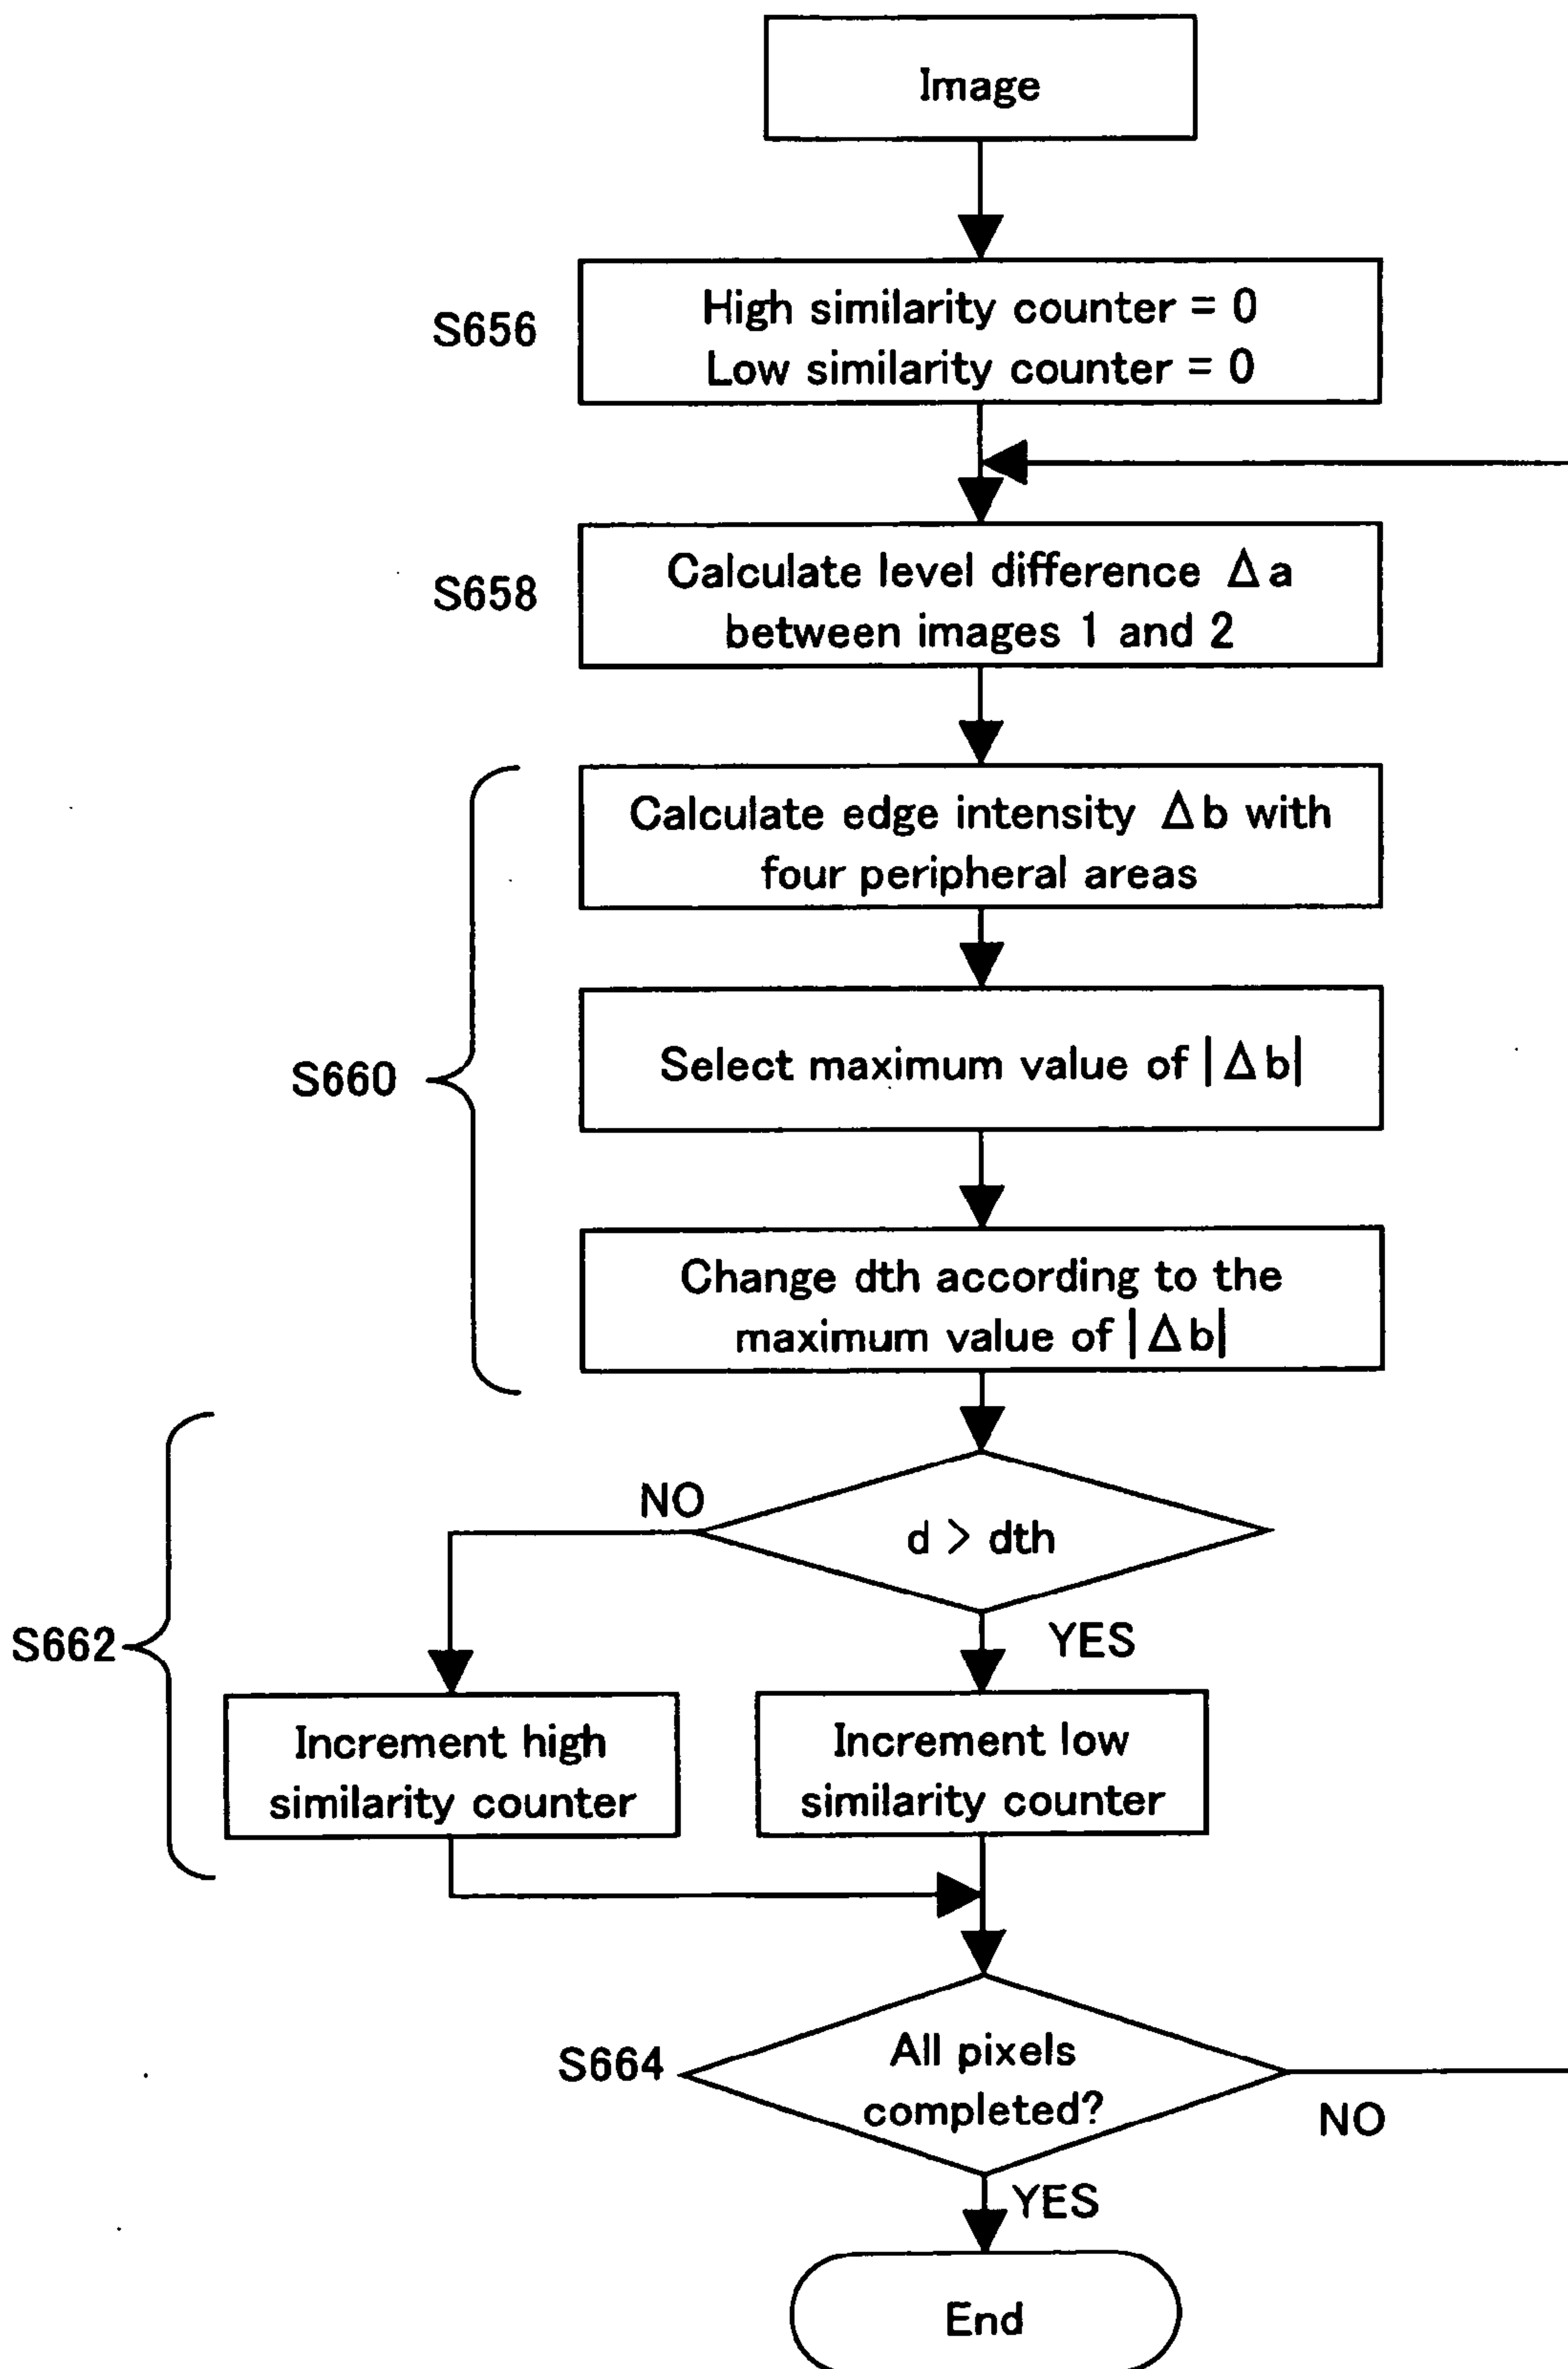 Image
S656
High similarity counter = 0
Low similarity counter = 0
S658
Calculate level difference Δa
between images 1 and 2
Calculate edge intensity Δb with
four peripheral areas
S660
Select maximum value of |Δb|
Change dth according to the
maximum value of |Δb|
NO
d > dth
YES
S662
Increment high
similarity counter
Increment low
similarity counter
S664
All pixels
completed?
NO
YES
End